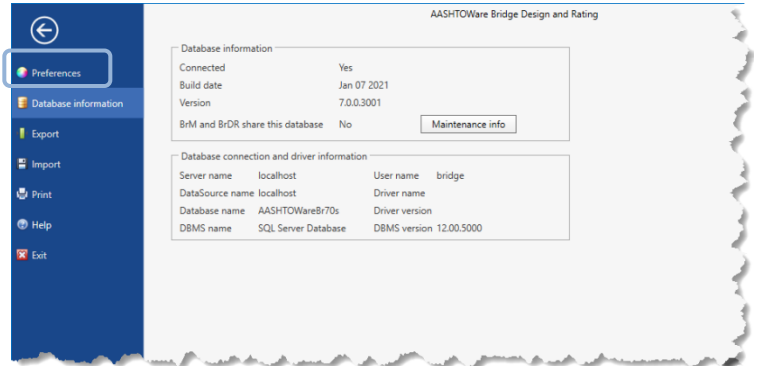 AASHTOWare Bridge Design and Rating
Preferences
Database information
Export
Import
Print
Help
Exit
Database information
Connected Yes
Build date Jan 07 2021
Version 7.0.0.3001
BrM and BrDR share this database No Maintenance info
Database connection and driver information
Server name localhost User name bridge
DataSource name localhost Driver name
Database name AASHTOWareBr70s Driver version
DBMS name SQL Server Database DBMS version 12.00.5000